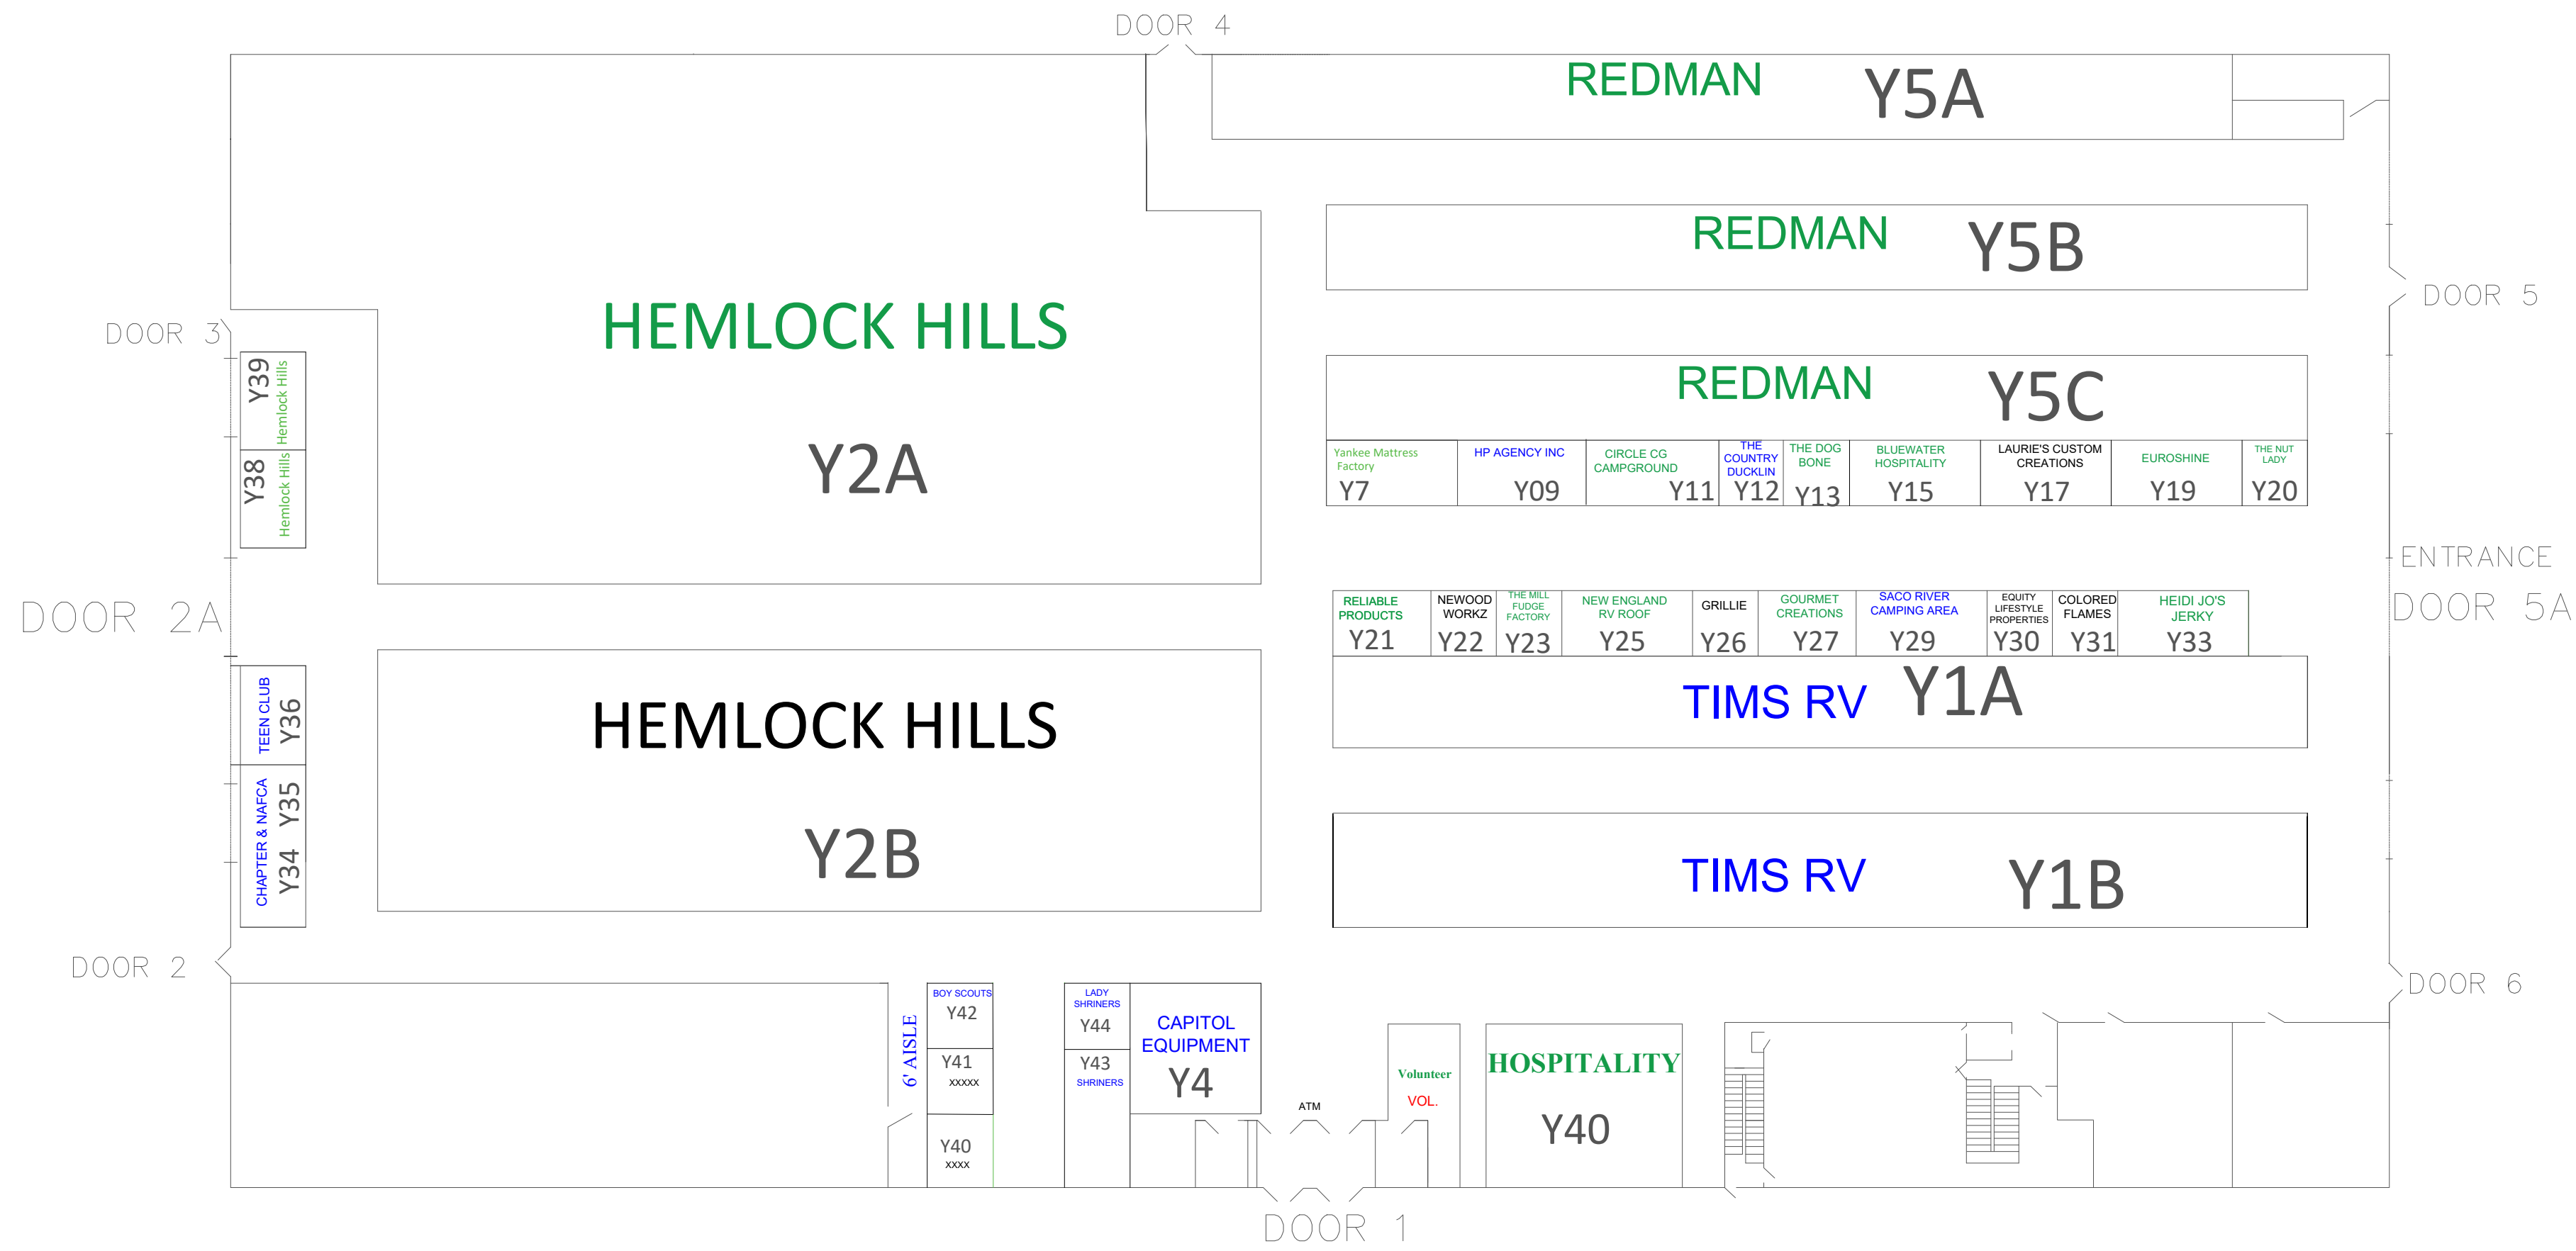 DOOR 4
REDMAN
Y5A
REDMAN
Y5B
DOOR 5
HEMLOCK HILLS
Y2A
DOOR 3
Y39
Hemlock Hills
Y38
Hemlock Hills
REDMAN
Y5C
Yankee Mattress
Factory
Y7
HP AGENCY INC
Y09
CIRCLE CG
CAMPGROUND
Y11
THE
COUNTRY
DUCKLIN
Y12
THE DOG
BONE
Y13
BLUEWATER
HOSPITALITY
Y15
LAURIE'S CUSTOM
CREATIONS
Y17
EUROSHINE
Y19
THE NUT
LADY
Y20
ENTRANCE
DOOR 5A
DOOR 2A
RELIABLE
PRODUCTS
Y21
NEWOOD
WORKZ
Y22
THE MILL
FUDGE
FACTORY
Y23
NEW ENGLAND
RV ROOF
Y25
GRILLIE
Y26
GOURMET
CREATIONS
Y27
SACO RIVER
CAMPING AREA
Y29
EQUITY
LIFESTYLE
PROPERTIES
Y30
COLORED
FLAMES
Y31
HEIDI JO'S
JERKY
Y33
TIMS RV
Y1A
HEMLOCK HILLS
Y2B
TEEN CLUB
Y36
CHAPTER & NAFCA
Y34 Y35
TIMS RV
Y1B
DOOR 2
DOOR 6
6' AISLE
BOY SCOUTS
Y42
Y41
xxxxx
Y40
xxxx
LADY
SHRINERS
Y44
Y43
SHRINERS
CAPITOL
EQUIPMENT
Y4
ATM
Volunteer
VOL.
HOSPITALITY
Y40
DOOR 1